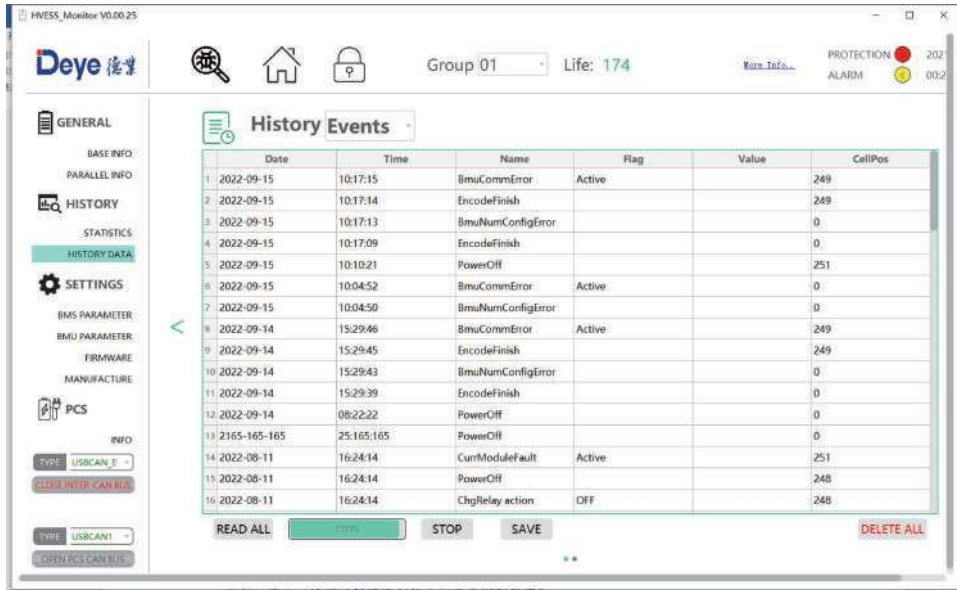 HVESS_Monitor V0.00.25
Deye 德业
Group 01
Life: 174
More Info...
PROTECTION
ALARM
0
202
00:2
GENERAL
BASE INFO
PARALLEL INFO
HISTORY
STATISTICS
HISTORY DATA
SETTINGS
BMS PARAMETER
BMU PARAMETER
FIRMWARE
MANUFACTURE
PCS
INFO
TYPE USBCAN_E
CLOSE INTER CAN BUS
TYPE USBCAN1
OPEN PCS CAN BUS
<
History Events
Date Time Name Flag Value CellPos
1 2022-09-15 10:17:15 BmuCommError Active 249
2 2022-09-15 10:17:14 EncodeFinish 249
3 2022-09-15 10:17:13 BmuNumConfigError 0
4 2022-09-15 10:17:09 EncodeFinish 0
5 2022-09-15 10:10:21 PowerOff 251
6 2022-09-15 10:04:52 BmuCommError Active 0
7 2022-09-15 10:04:50 BmuNumConfigError 0
8 2022-09-14 15:29:46 BmuCommError Active 249
9 2022-09-14 15:29:45 EncodeFinish 249
10 2022-09-14 15:29:43 BmuNumConfigError 0
11 2022-09-14 15:29:39 EncodeFinish 0
12 2022-09-14 08:22:22 PowerOff 0
13 2165-165-165 25:165:165 PowerOff 0
14 2022-08-11 16:24:14 CurrModuleFault Active 251
15 2022-08-11 16:24:14 PowerOff 248
16 2022-08-11 16:24:14 ChgRelay action OFF 248
READ ALL
STOP
SAVE
DELETE ALL